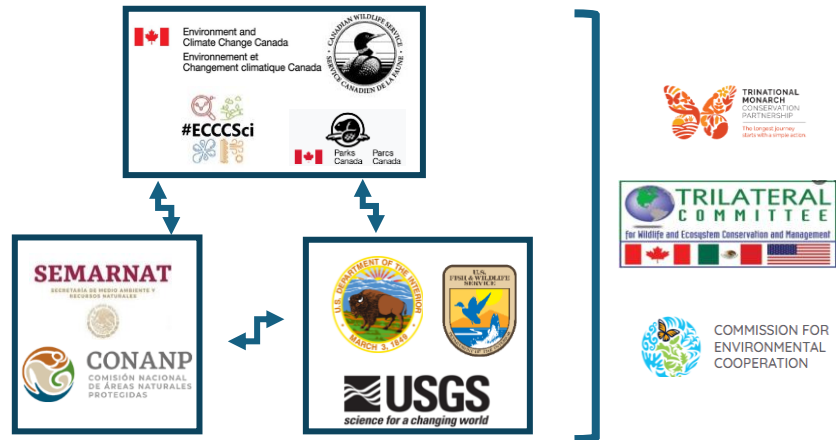 Environment and
Climate Change Canada
Environnement et
Changement climatique Canada
CANADIAN WILDLIFE SERVICE
SERVICE CANADIEN DE LA FAUNE
#ECCCSci
Parks Canada
Parcs Canada
SEMARNAT
SECRETARÍA DE MEDIO AMBIENTE Y
RECURSOS NATURALES
CONANP
COMISIÓN NACIONAL
DE ÁREAS NATURALES
PROTEGIDAS
U.S. DEPARTMENT OF THE INTERIOR
MARCH 3, 1849
U.S.
FISH & WILDLIFE
SERVICE
DEPARTMENT OF THE INTERIOR
USGS
science for a changing world
TRINATIONAL
MONARCH
CONSERVATION
PARTNERSHIP
The longest journey
starts with a simple action.
TRILATERAL
COMMITTEE
for Wildlife and Ecosystem Conservation and Management
COMMISSION FOR
ENVIRONMENTAL
COOPERATION